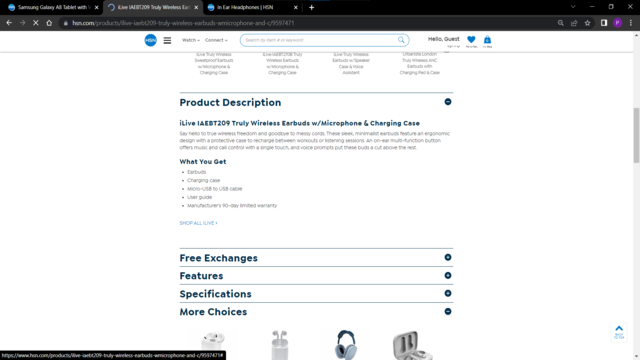 Samsung Galaxy A8 Tablet with W
iLive IAEBT209 Truly Wireless Earb
In Ear Headphones | HSN
hsn.com/products/ilive-iaebt209-truly-wireless-earbuds-wmicrophone-and-c/9597471
P
HSN
Watch
Connect
Search by item # or keyword
Hello, Guest
iLive Truly Wireless Sweatproof Earbuds w/Microphone & Charging Case
iLive IAEBT270B Truly Wireless Earbuds w/Microphone & Charging Case
iLive Truly Wireless Earbuds w/Speaker Case & Voice Assistant
Urbanista London Truly Wireless ANC Earbuds with Charging Pad & Case
Product Description
iLive IAEBT209 Truly Wireless Earbuds w/Microphone & Charging Case
Say hello to true wireless freedom and goodbye to messy cords. These sleek, minimalist earbuds feature an ergonomic
design with a protective case to recharge between workouts or listening sessions. An on-ear multi-function button
offers music and call control with a single touch, and voice prompts put these buds a cut above the rest.
What You Get
Earbuds
Charging case
Micro-USB to USB cable
User guide
Manufacturer's 90-day limited warranty
SHOP ALL ILIVE >
Free Exchanges
Features
Specifications
More Choices
BACK
TO TOP
https://www.hsn.com/products/ilive-iaebt209-truly-wireless-earbuds-wmicrophone-and-c/9597471#